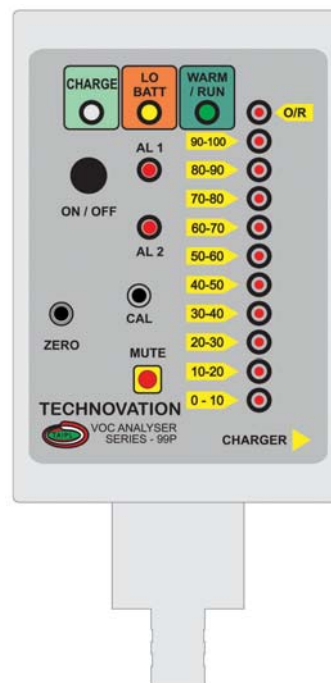 CHARGE
LO
BATT
WARM
/ RUN
O/R
AL 1
90-100
80-90
70-80
ON / OFF
60-70
AL 2
50-60
40-50
CAL
30-40
ZERO
20-30
MUTE
10-20
0 - 10
TECHNOVATION
VOC ANALYSER
SERIES - 99P
CHARGER